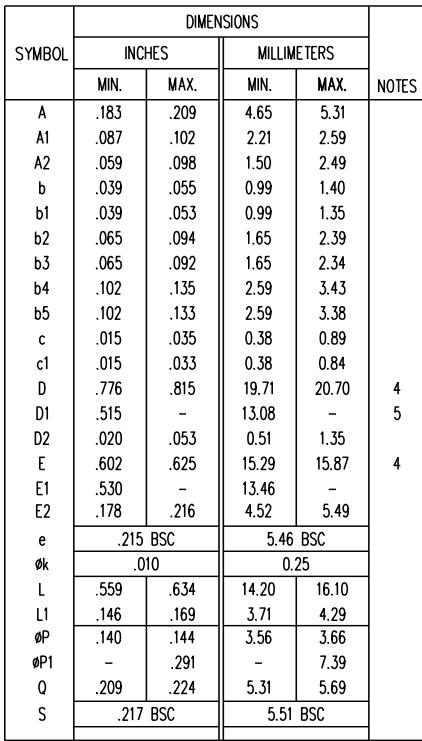 DIMENSIONS
SYMBOL INCHES MILLIMETERS
MIN. MAX. MIN. MAX. NOTES
A .183 .209 4.65 5.31
A1 .087 .102 2.21 2.59
A2 .059 .098 1.50 2.49
b .039 .055 0.99 1.40
b1 .039 .053 0.99 1.35
b2 .065 .094 1.65 2.39
b3 .065 .092 1.65 2.34
b4 .102 .135 2.59 3.43
b5 .102 .133 2.59 3.38
c .015 .035 0.38 0.89
c1 .015 .033 0.38 0.84
D .776 .815 19.71 20.70 4
D1 .515 – 13.08 – 5
D2 .020 .053 0.51 1.35
E .602 .625 15.29 15.87 4
E1 .530 – 13.46 –
E2 .178 .216 4.52 5.49
e .215 BSC 5.46 BSC
øk .010 0.25
L .559 .634 14.20 16.10
L1 .146 .169 3.71 4.29
øP .140 .144 3.56 3.66
øP1 – .291 – 7.39
Q .209 .224 5.31 5.69
S .217 BSC 5.51 BSC